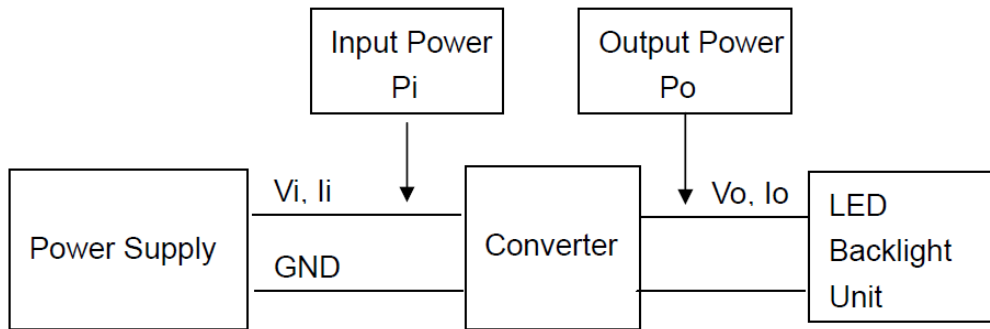 Input Power
Pi
Output Power
Po
Power Supply
Vi, Ii
GND
Converter
Vo, Io
LED
Backlight
Unit